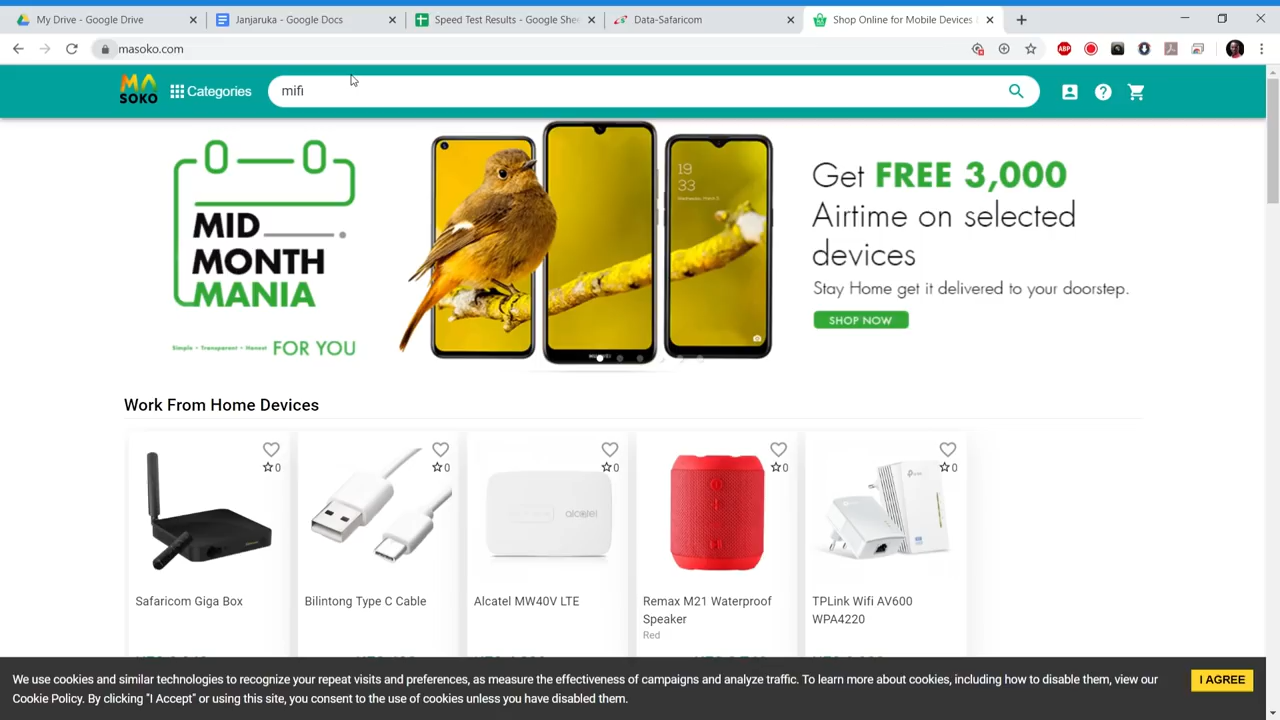 My Drive - Google Drive
Janjaruka - Google Docs
Speed Test Results - Google She
Data-Safaricom
Shop Online for Mobile Devices
masoko.com
ABP
MA
SOKO
Categories
mifi
MID
MONTH
MANIA
Simple • Transparent • Honest FOR YOU
19
33
Get FREE 3,000
Airtime on selected
devices
Stay Home get it delivered to your doorstep.
SHOP NOW
Work From Home Devices
0
0
0
0
0
alcatel
Safaricom Giga Box
Bilintong Type C Cable
Alcatel MW40V LTE
Remax M21 Waterproof
Speaker
Red
TPLink Wifi AV600
WPA4220
We use cookies and similar technologies to recognize your repeat visits and preferences, as measure the effectiveness of campaigns and analyze traffic. To learn more about cookies, including how to disable them, view our
Cookie Policy. By clicking "I Accept" or using this site, you consent to the use of cookies unless you have disabled them.
I AGREE